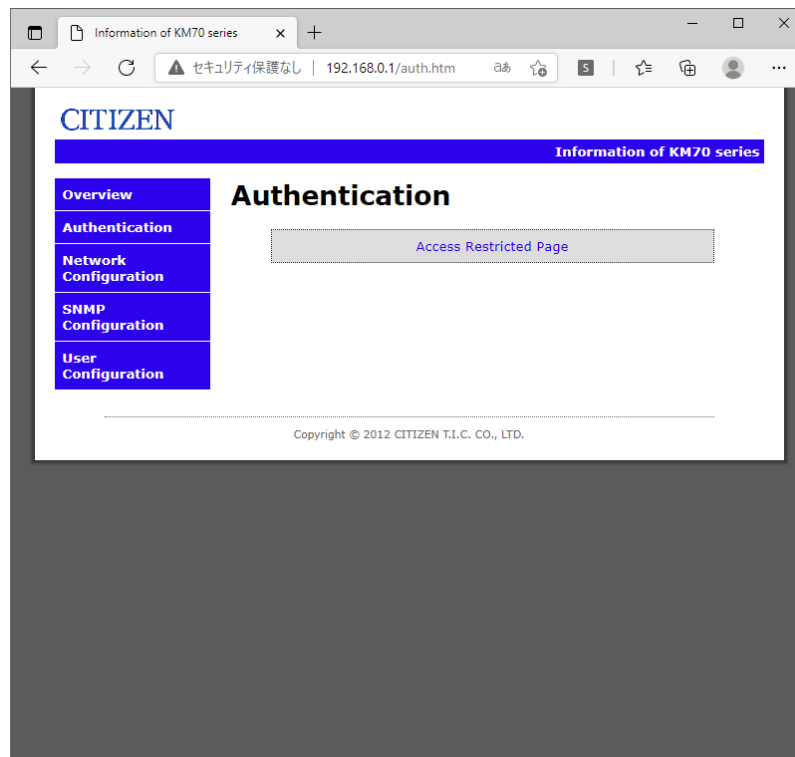 Information of KM70 series
セキュリティ保護なし | 192.168.0.1/auth.htm aあ S
CITIZEN
Information of KM70 series
Overview
Authentication
Network
Configuration
SNMP
Configuration
User
Configuration
Authentication
Access Restricted Page
Copyright © 2012 CITIZEN T.I.C. CO., LTD.